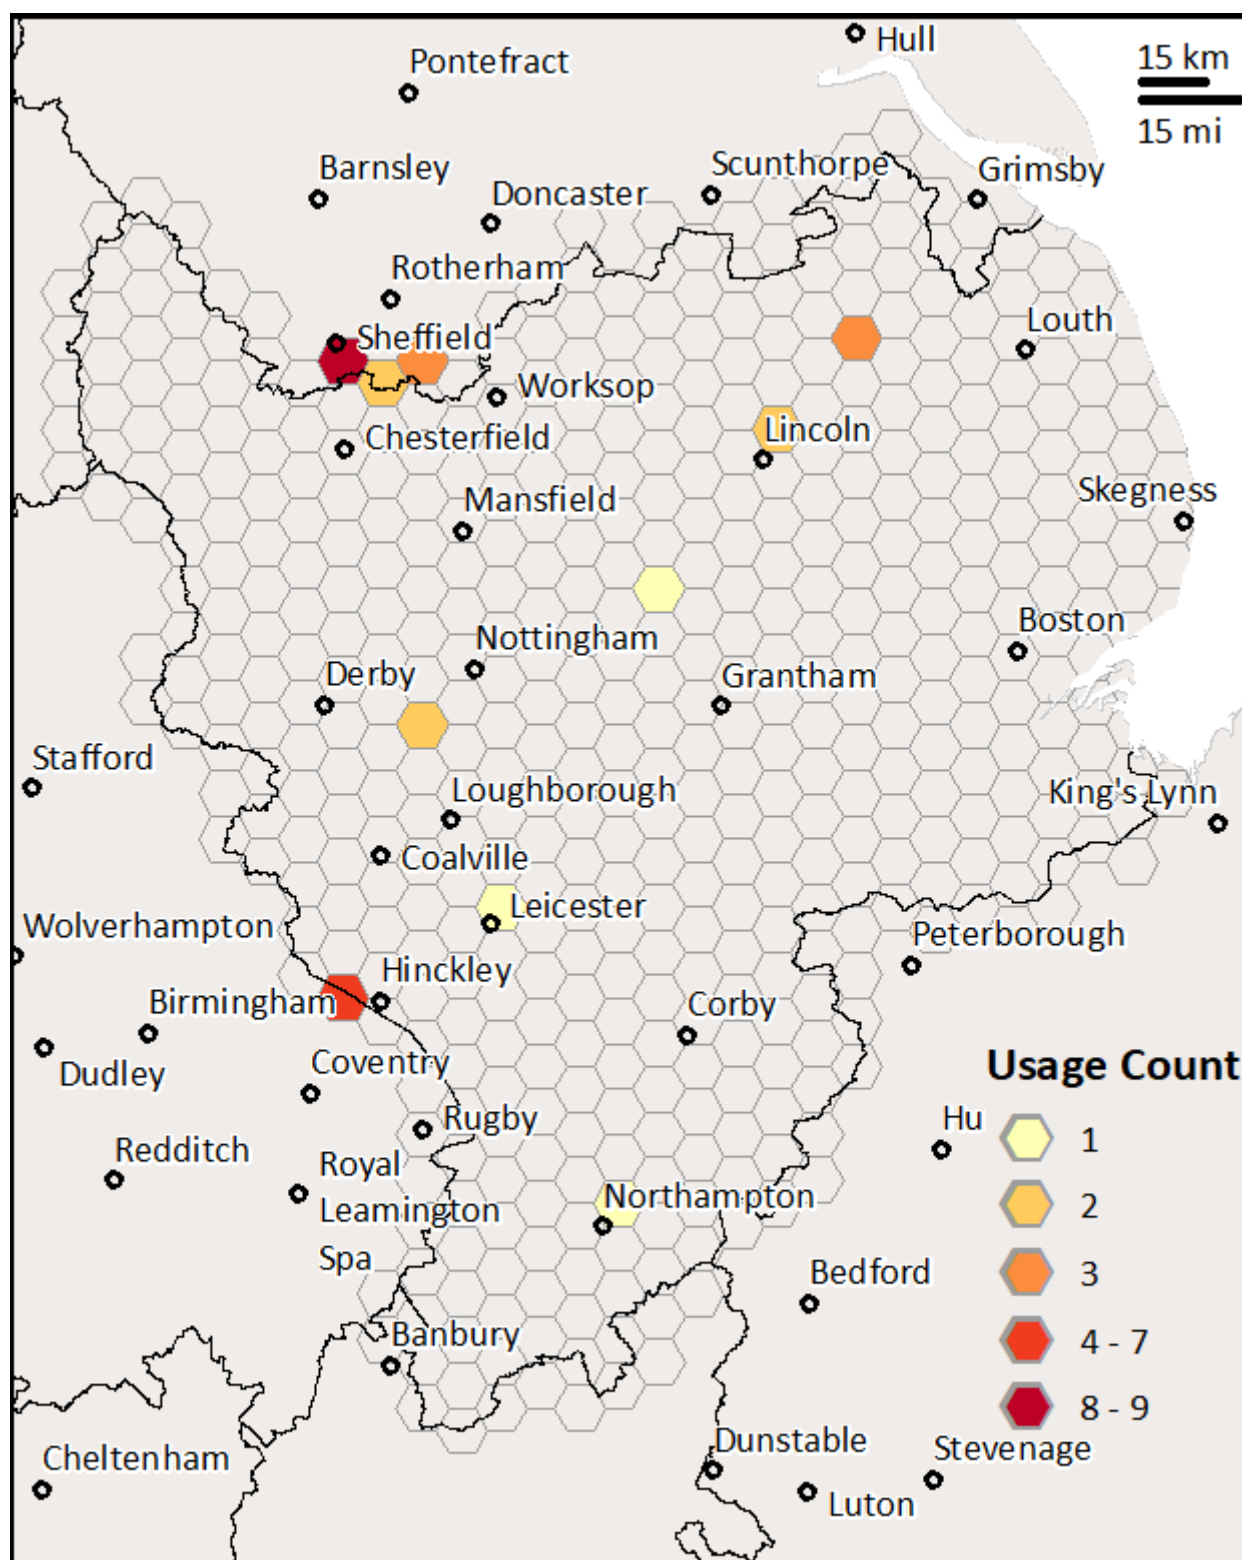 Hull
15 km
Pontefract
15 mi
Barnsley
Scunthorpe
Grimsby
Doncaster
Rotherham
Louth
Sheffield
Worksop
Lincoln
Chesterfield
Skegness
Mansfield
Boston
Nottingham
Derby
Grantham
Stafford
Loughborough
King's Lynn
Coalville
Leicester
Wolverhampton
Peterborough
Hinckley
Birmingham
Corby
Coventry
Usage Count
Dudley
Rugby
Hu
1
Redditch
Royal
Leamington
Spa
Northampton
2
Bedford
3
Banbury
4 - 7
8 - 9
Dunstable
Stevenage
Cheltenham
Luton